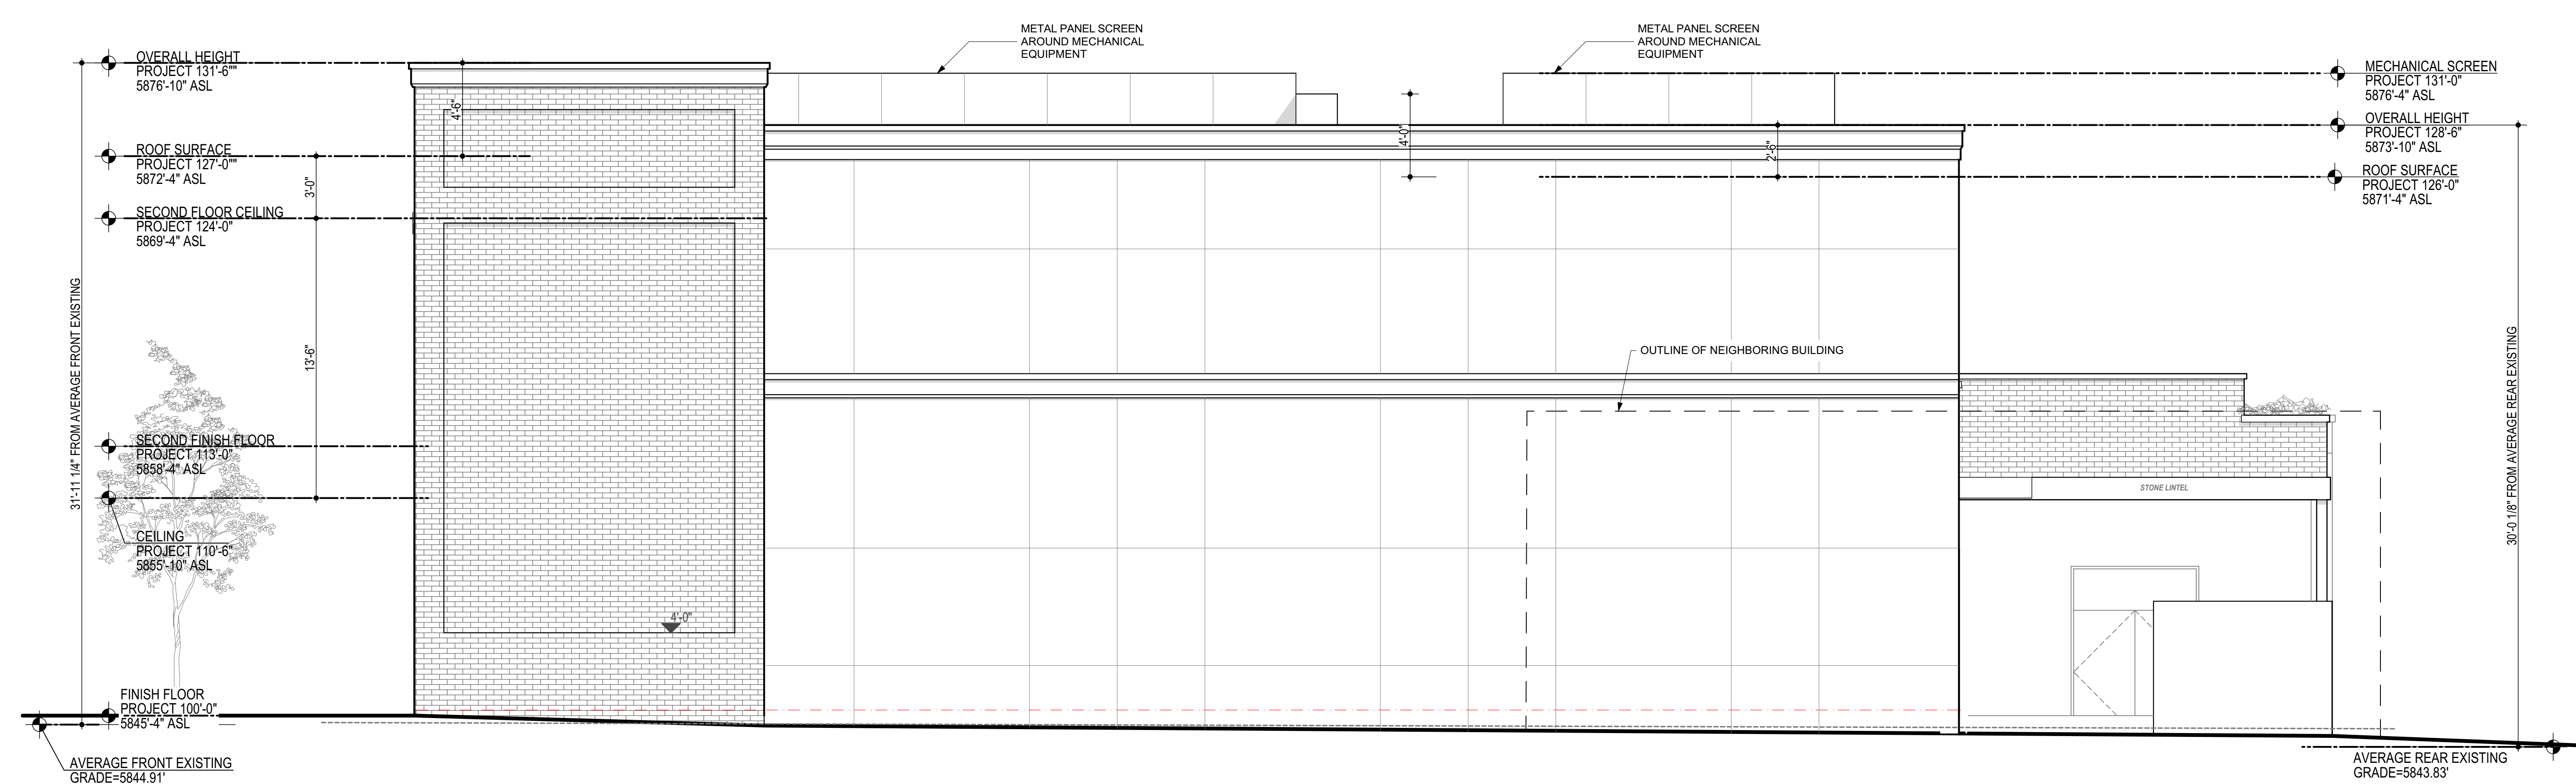 METAL PANEL SCREEN
AROUND MECHANICAL
EQUIPMENT
METAL PANEL SCREEN
AROUND MECHANICAL
EQUIPMENT
OVERALL HEIGHT
PROJECT 131'-6""
5876'-10" ASL
ROOF SURFACE
PROJECT 127'-0""
5872'-4" ASL
SECOND FLOOR CEILING
PROJECT 124'-0"
5869'-4" ASL
SECOND FINISH FLOOR
PROJECT 113'-0"
5858'-4" ASL
CEILING
PROJECT 110'-6"
5855'-10" ASL
FINISH FLOOR
PROJECT 100'-0"
5845'-4" ASL
AVERAGE FRONT EXISTING
GRADE=5844.91'
31'-11 1/4" FROM AVERAGE FRONT EXISTING
3'-0"
13'-6"
4'-6"
4'-0"
4'-0"
2'-6"
OUTLINE OF NEIGHBORING BUILDING
STONE LINTEL
MECHANICAL SCREEN
PROJECT 131'-0"
5876'-4" ASL
OVERALL HEIGHT
PROJECT 128'-6"
5873'-10" ASL
ROOF SURFACE
PROJECT 126'-0"
5871'-4" ASL
30'-0 1/8" FROM AVERAGE REAR EXISTING
AVERAGE REAR EXISTING
GRADE=5843.83'